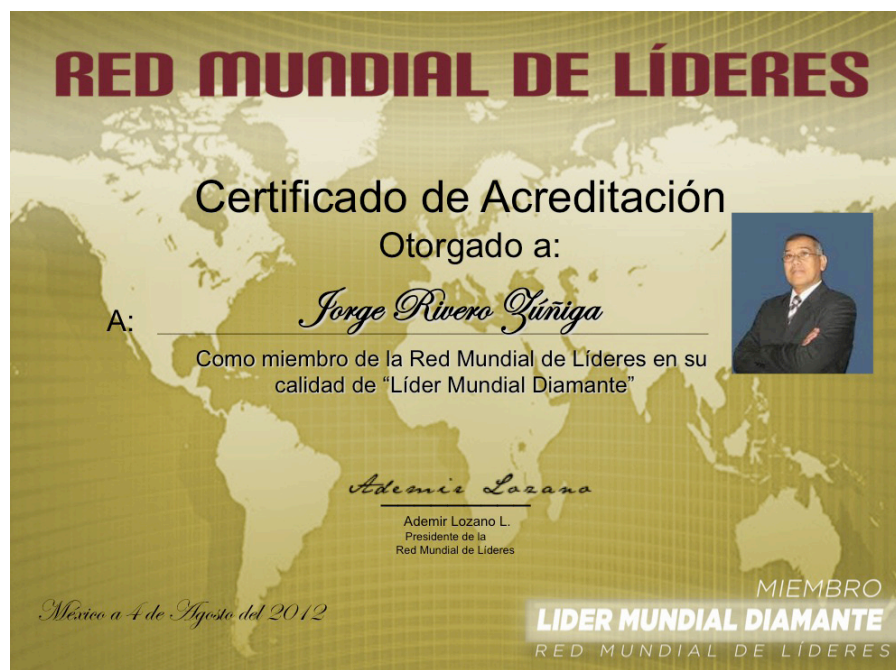 RED MUNDIAL DE LÍDERES
Certificado de Acreditación
Otorgado a:
A: Jorge Rivero Zúñiga
Como miembro de la Red Mundial de Líderes en su
calidad de “Líder Mundial Diamante”
Ademir Lozano
Ademir Lozano L.
Presidente de la
Red Mundial de Líderes
México a 4 de Agosto del 2012
MIEMBRO
LIDER MUNDIAL DIAMANTE
RED MUNDIAL DE LÍDERES